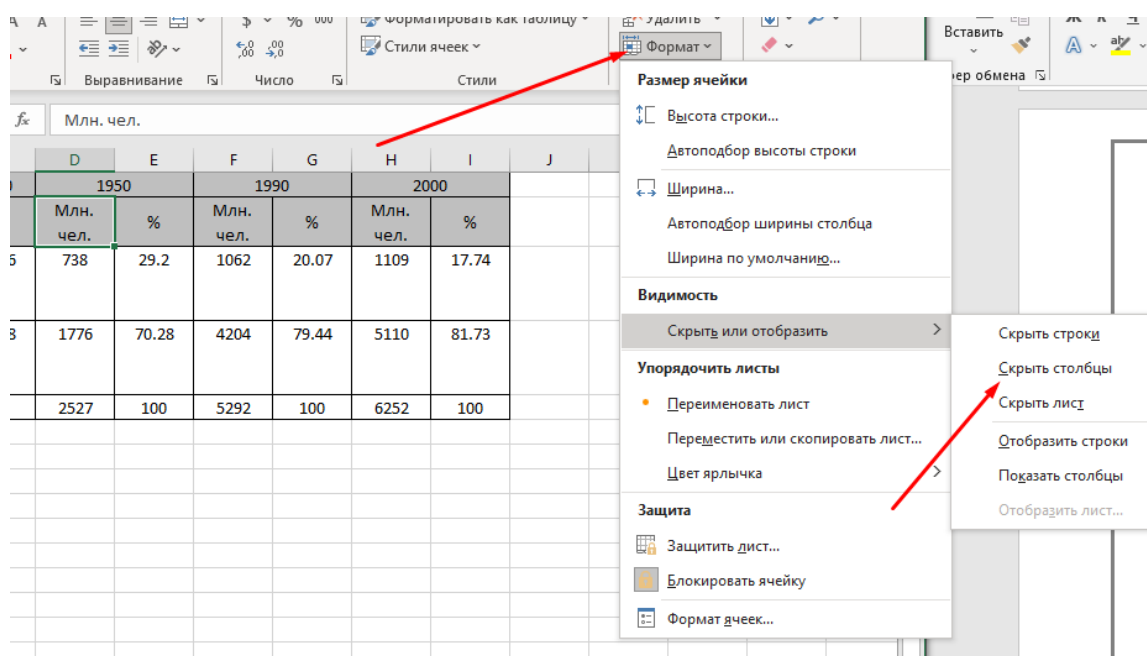 Форматировать как таблицу
Удалить
% 000
Стили ячеек
Формат
Вставить
Выравнивание
Число
Стили
ер обмена
fx
Млн. чел.
D E F G H I J
1950 1990 2000
Млн. чел. % Млн. чел. % Млн. чел. %
738 29.2 1062 20.07 1109 17.74
1776 70.28 4204 79.44 5110 81.73
2527 100 5292 100 6252 100
Размер ячейки
Высота строки...
Автоподбор высоты строки
Ширина...
Автоподбор ширины столбца
Ширина по умолчанию...
Видимость
Скрыть или отобразить
Упорядочить листы
Переименовать лист
Переместить или скопировать лист...
Цвет ярлычка
Защита
Защитить лист...
Блокировать ячейку
Формат ячеек...
Скрыть строки
Скрыть столбцы
Скрыть лист
Отобразить строки
Показать столбцы
Отобразить лист...